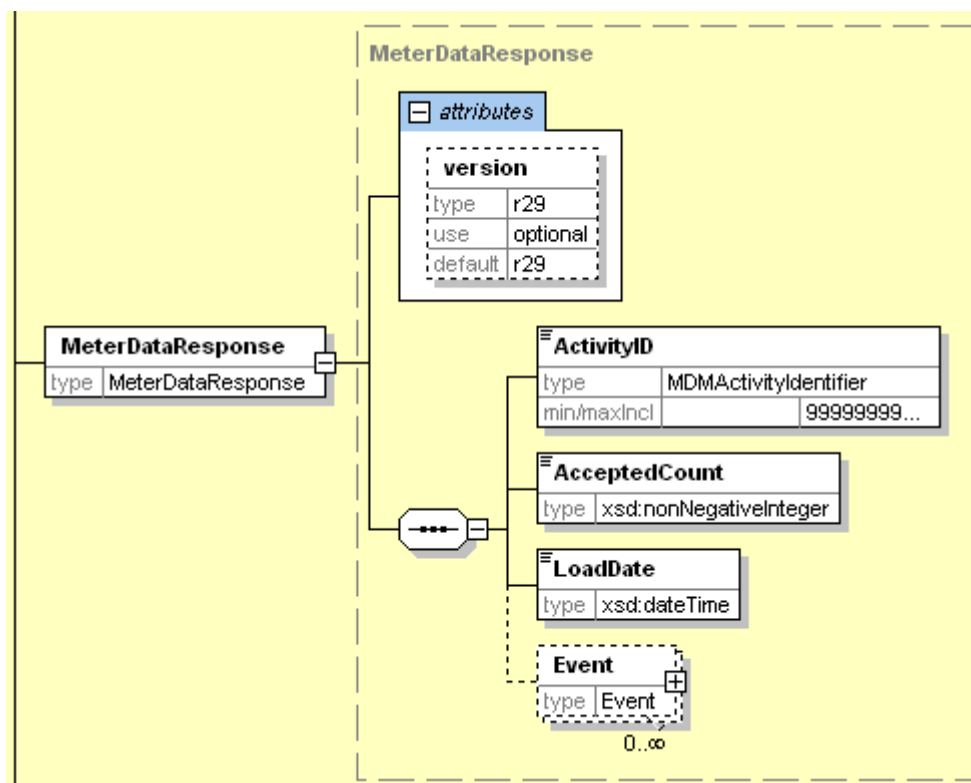 MeterDataResponse
attributes
version
type r29
use optional
default r29
MeterDataResponse
type MeterDataResponse
ActivityID
type MDMActivityIdentifier
min/maxIncl 99999999...
AcceptedCount
type xsd:nonNegativeInteger
LoadDate
type xsd:dateTime
Event
type Event
0..∞